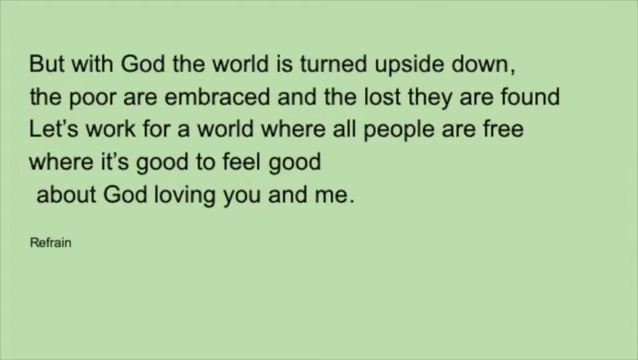 But with God the world is turned upside down,
the poor are embraced and the lost they are found
Let's work for a world where all people are free
where it's good to feel good
about God loving you and me.
Refrain